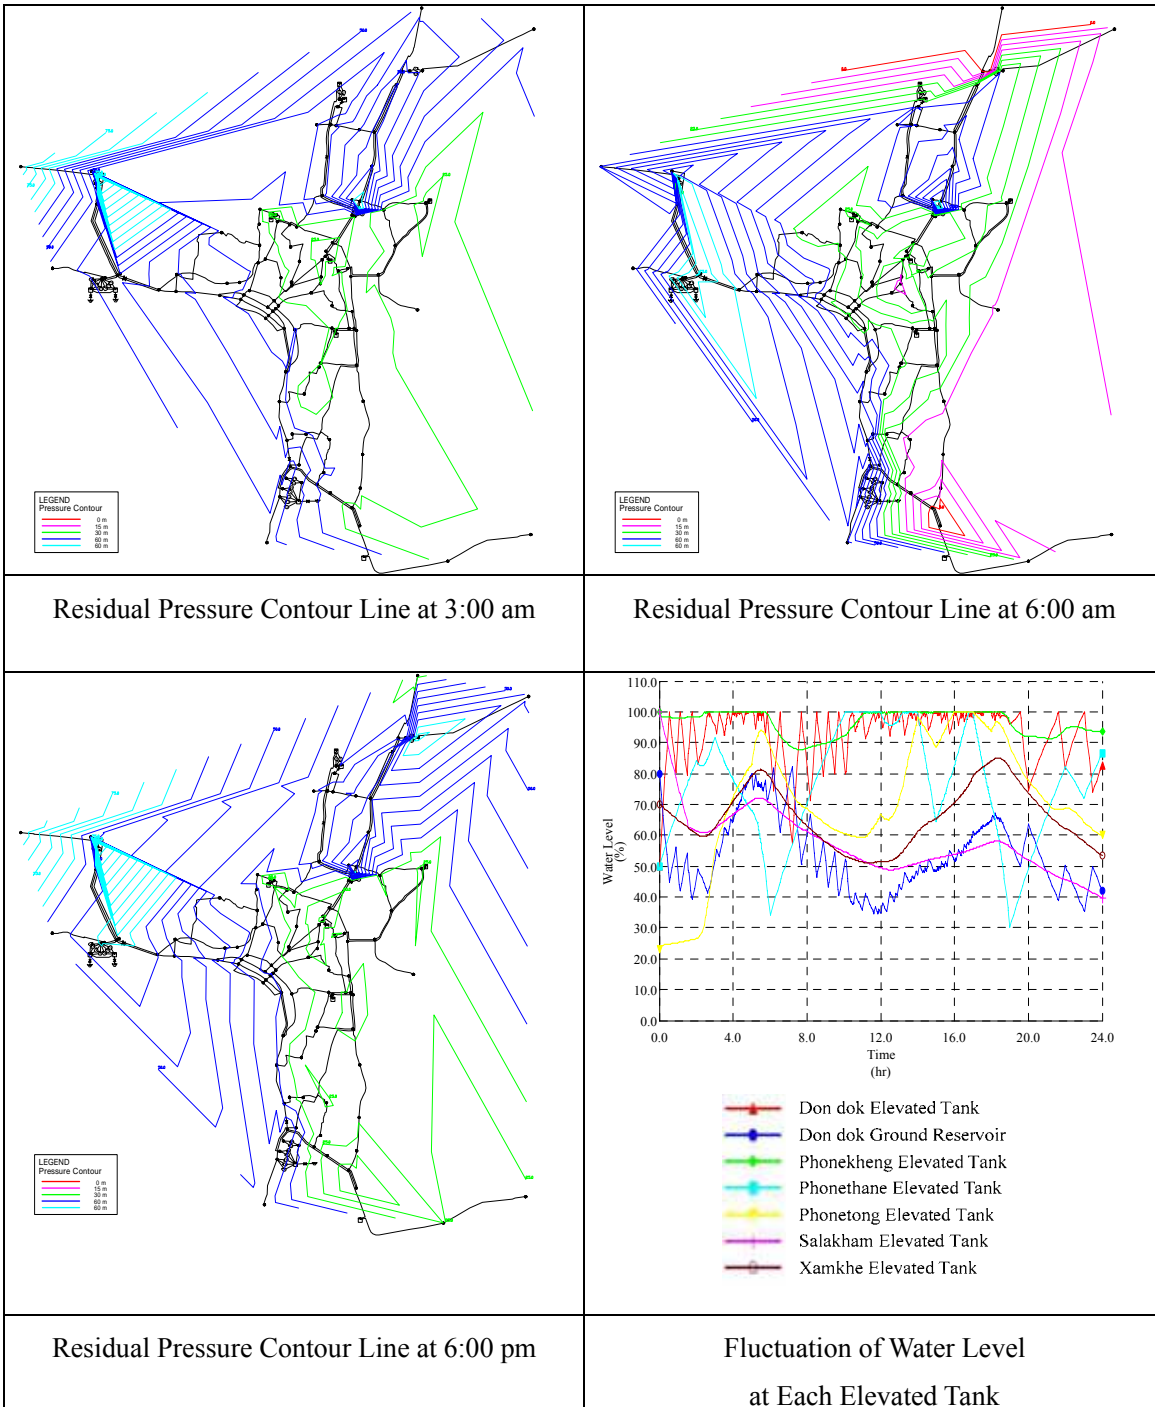 LEGEND
Pressure Contour
0 m
15 m
30 m
60 m
60 m
Residual Pressure Contour Line at 3:00 am
LEGEND
Pressure Contour
0 m
15 m
30 m
60 m
60 m
Residual Pressure Contour Line at 6:00 am
LEGEND
Pressure Contour
0 m
15 m
30 m
60 m
60 m
Residual Pressure Contour Line at 6:00 pm
110.0
100.0
90.0
80.0
70.0
60.0
50.0
40.0
30.0
20.0
10.0
0.0
Water Level
(%)
0.0 4.0 8.0 12.0 16.0 20.0 24.0
Time
(hr)
Don dok Elevated Tank
Don dok Ground Reservoir
Phonekheng Elevated Tank
Phonethane Elevated Tank
Phonetong Elevated Tank
Salakham Elevated Tank
Xamkhe Elevated Tank
Fluctuation of Water Level
at Each Elevated Tank